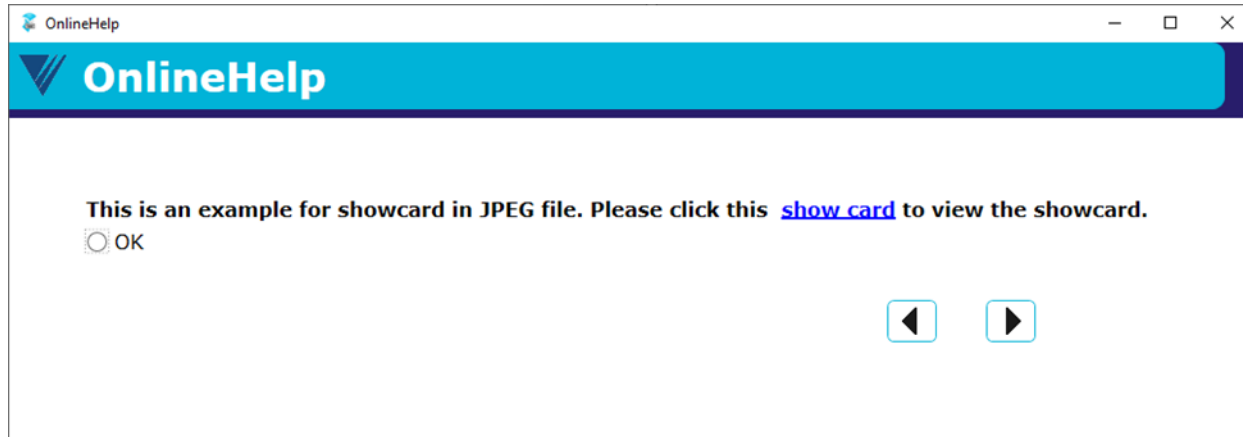 OnlineHelp
OnlineHelp
This is an example for showcard in JPEG file. Please click this show card to view the showcard.
OK